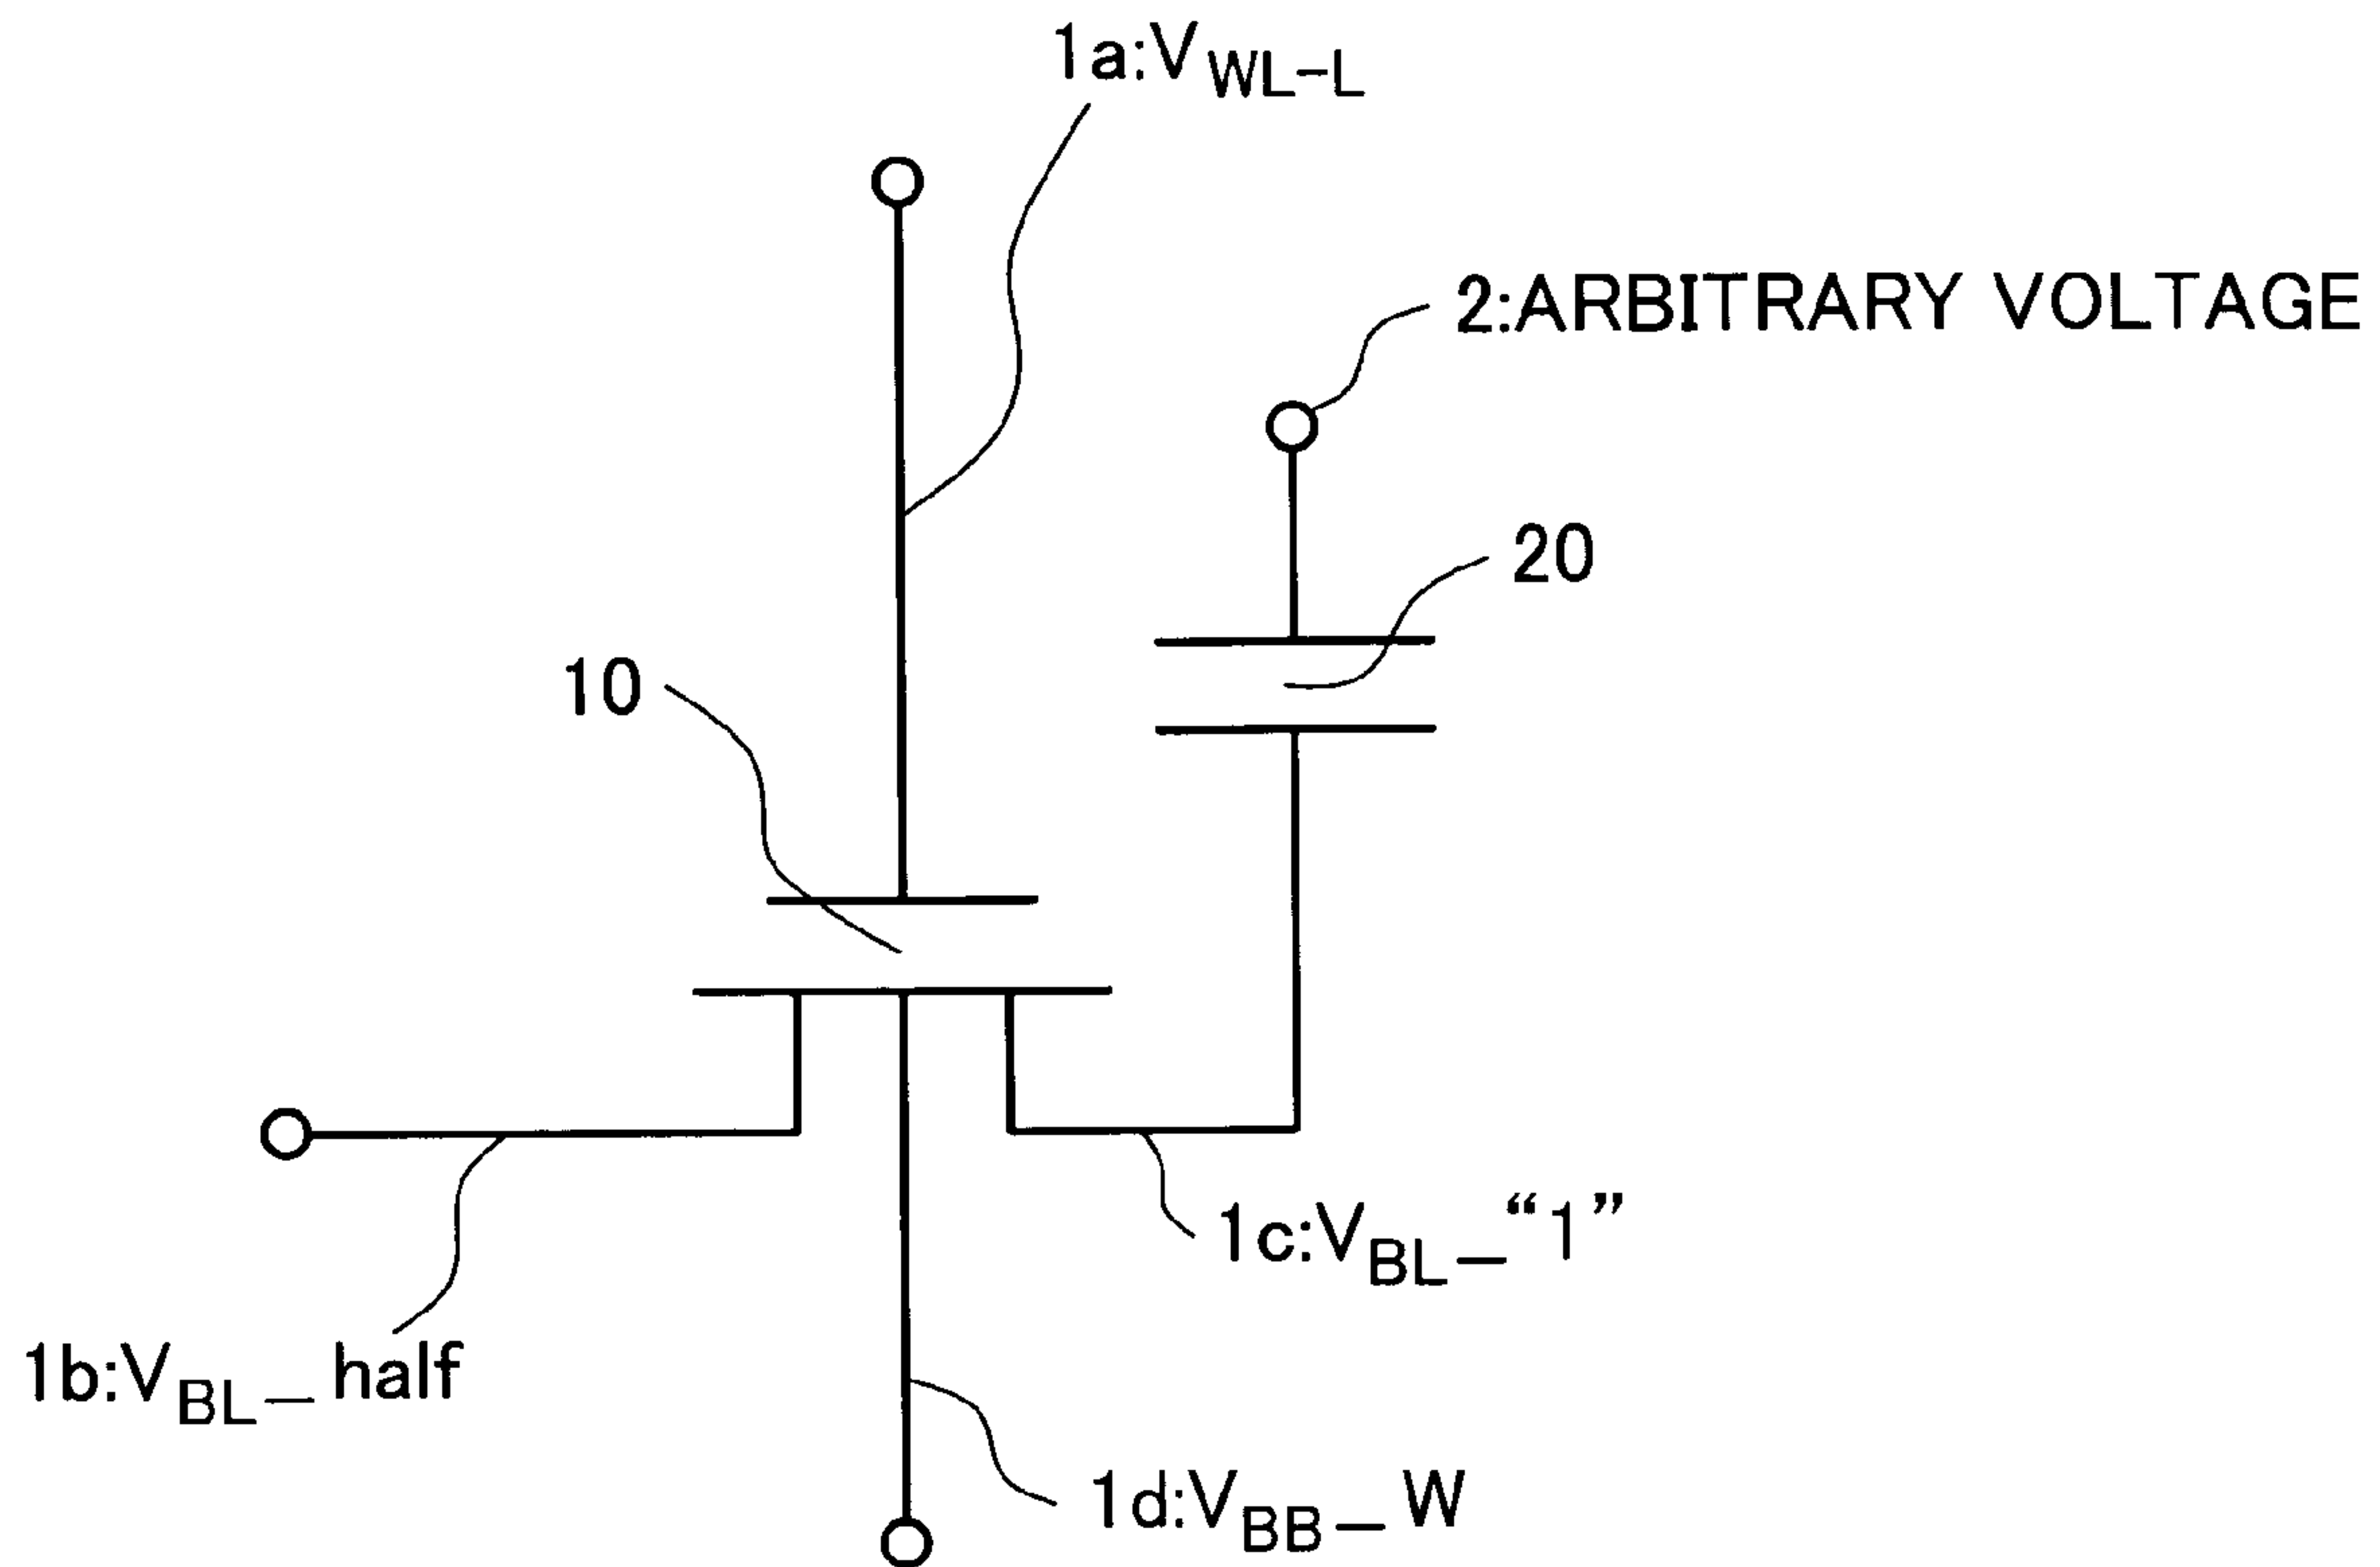 1a:VWL-L
2:ARBITRARY VOLTAGE
20
10
1c:VBL_“1”
1b:VBL_half
1d:VBB_W